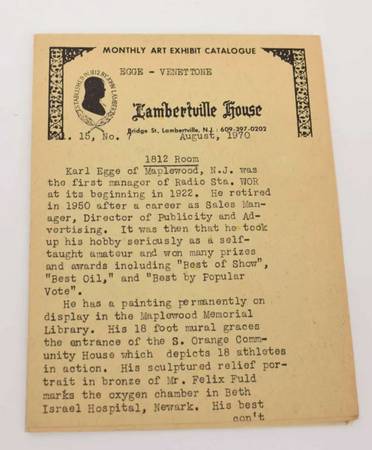 MONTHLY ART EXHIBIT CATALOGUE
EGGE - VENETTONE
ESTABLISHED IN 1812 BY JOHN LAMBERT
Lambertville House
Bridge St., Lambertville, N.J. · 609-397-0202
. 15, No. 7 August, 1970
1812 Room
Karl Egge of Maplewood, N.J. was
the first manager of Radio Sta. WOR
at its beginning in 1922. He retired
in 1950 after a career as Sales Man-
ager, Director of Publicity and Ad-
vertising. It was then that he took
up his hobby seriously as a self-
taught amateur and won many prizes
and awards including "Best of Show",
"Best Oil," and "Best by Popular
Vote".
He has a painting permanently on
display in the Maplewood Memorial
Library. His 18 foot mural graces
the entrance of the S. Orange Comm-
unity House which depicts 18 athletes
in action. His sculptured relief por-
trait in bronze of Mr. Felix Fuld
marks the oxygen chamber in Beth
Israel Hospital, Newark. His best
con't